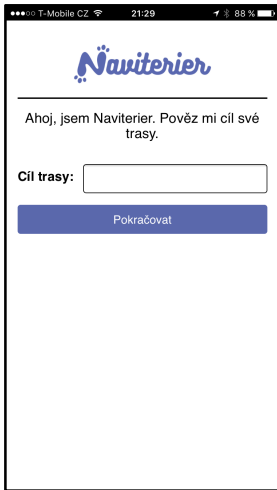 T-Mobile CZ 21:29 88 %
Naviterier
Ahoj, jsem Naviterier. Pověz mi cíl své
trasy.
Cíl trasy:
Pokračovat